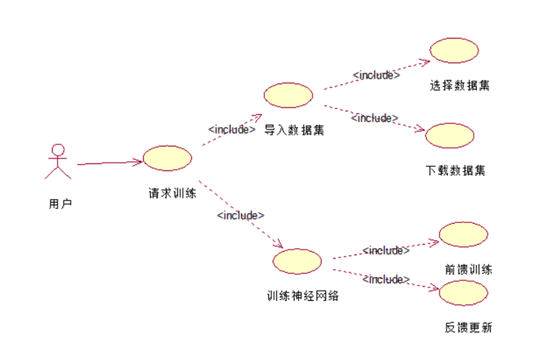 <include>
选择数据集
<include>
导入数据集
<include>
下载数据集
用户
请求训练
<include>
<include>
前馈训练
训练神经网络
<include>
反馈更新